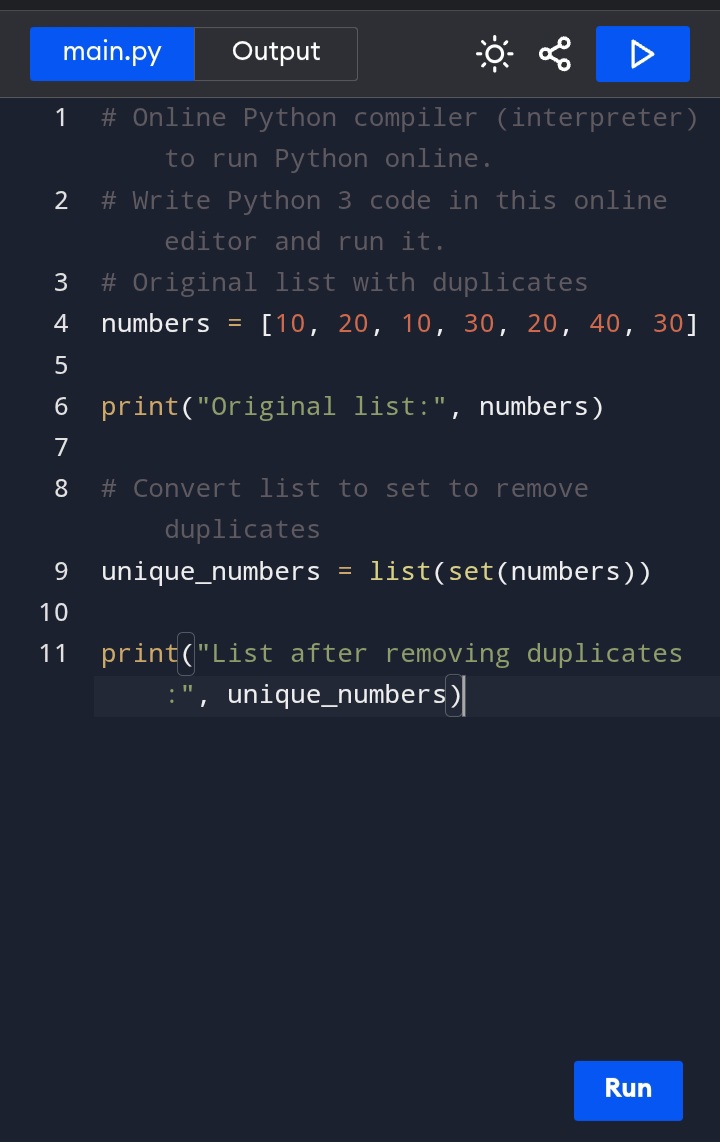 main.py
Output
1 # Online Python compiler (interpreter)
to run Python online.
2 # Write Python 3 code in this online
editor and run it.
3 # Original list with duplicates
4 numbers = [10, 20, 10, 30, 20, 40, 30]
5
6 print("Original list:", numbers)
7
8 # Convert list to set to remove
duplicates
9 unique_numbers = list(set(numbers))
10
11 print("List after removing duplicates
:", unique_numbers)
Run